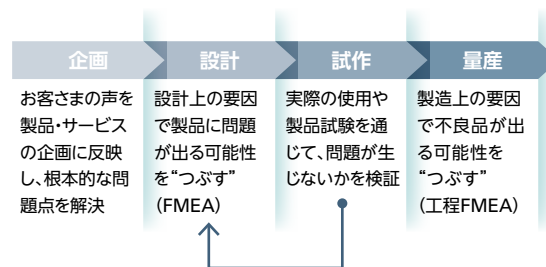 企画
お客さまの声を
製品・サービス
の企画に反映
し、根本的な問
題点を解決
設計
設計上の要因
で製品に問題
が出る可能性
を“つぶす”
(FMEA)
試作
実際の使用や
製品試験を通
じて、問題が生
じないかを検証
量産
製造上の要因
で不良品が出
る可能性を
“つぶす”
(工程FMEA)